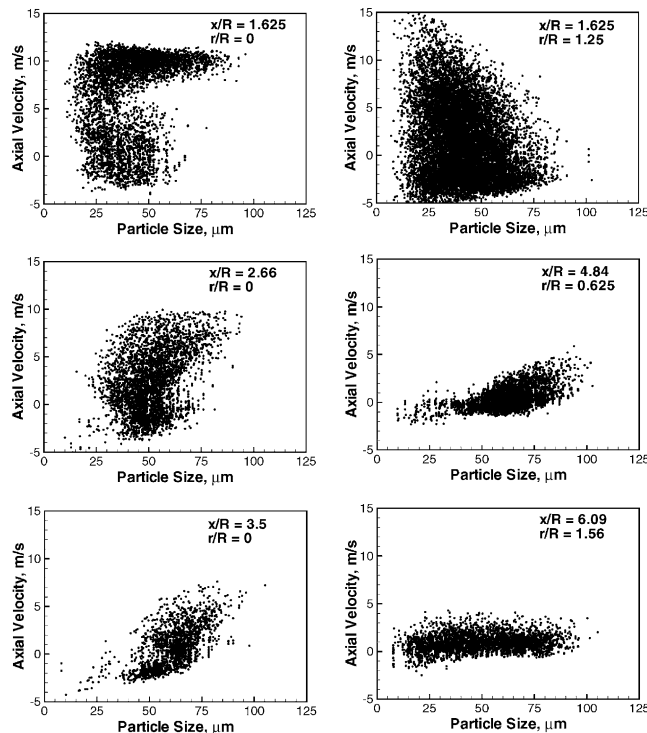 x/R = 1.625
r/R = 0
Axial Velocity, m/s
15
10
5
0
-5
0 25 50 75 100 125
Particle Size, μm
x/R = 1.625
r/R = 1.25
Axial Velocity, m/s
15
10
5
0
-5
0 25 50 75 100 125
Particle Size, μm
x/R = 2.66
r/R = 0
Axial Velocity, m/s
15
10
5
0
-5
0 25 50 75 100 125
Particle Size, μm
x/R = 4.84
r/R = 0.625
Axial Velocity, m/s
15
10
5
0
-5
0 25 50 75 100 125
Particle Size, μm
x/R = 3.5
r/R = 0
Axial Velocity, m/s
15
10
5
0
-5
0 25 50 75 100 125
Particle Size, μm
x/R = 6.09
r/R = 1.56
Axial Velocity, m/s
15
10
5
0
-5
0 25 50 75 100 125
Particle Size, μm